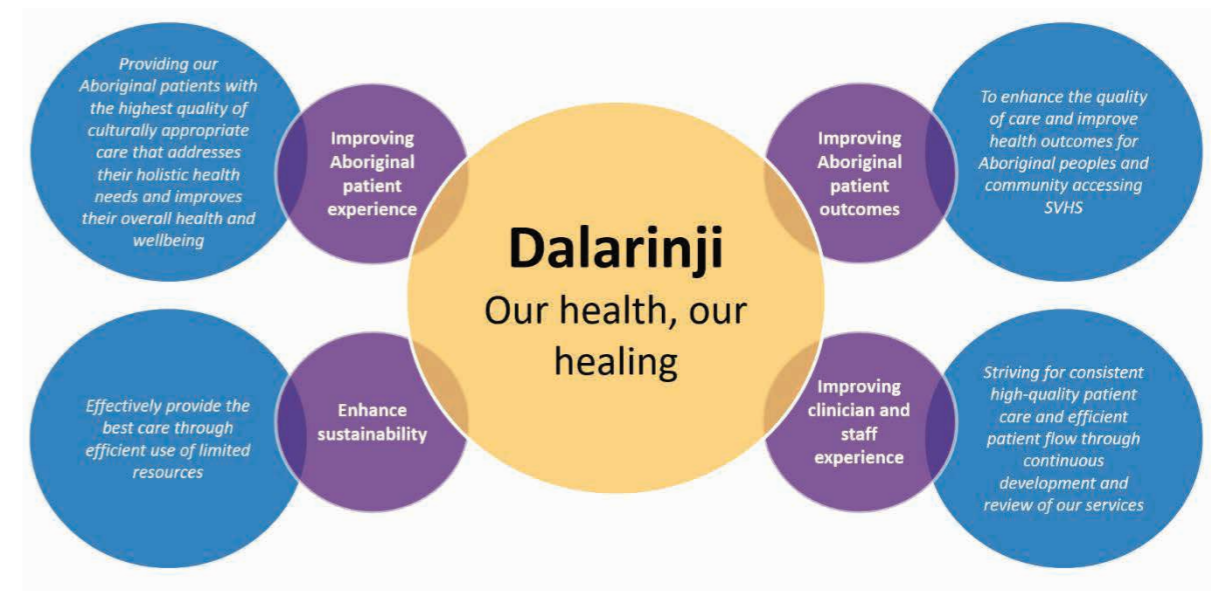 Providing our
Aboriginal patients with
the highest quality of
culturally appropriate
care that addresses
their holistic health
needs and improves
their overall health and
wellbeing
Improving
Aboriginal
patient
experience
Dalarinji
Our health, our
healing
Improving
Aboriginal
patient
outcomes
To enhance the quality
of care and improve
health outcomes for
Aboriginal peoples and
community accessing
SVHS
Effectively provide the
best care through
efficient use of limited
resources
Enhance
sustainability
Improving
clinician and
staff
experience
Striving for consistent
high-quality patient
care and efficient
patient flow through
continuous
development and
review of our services